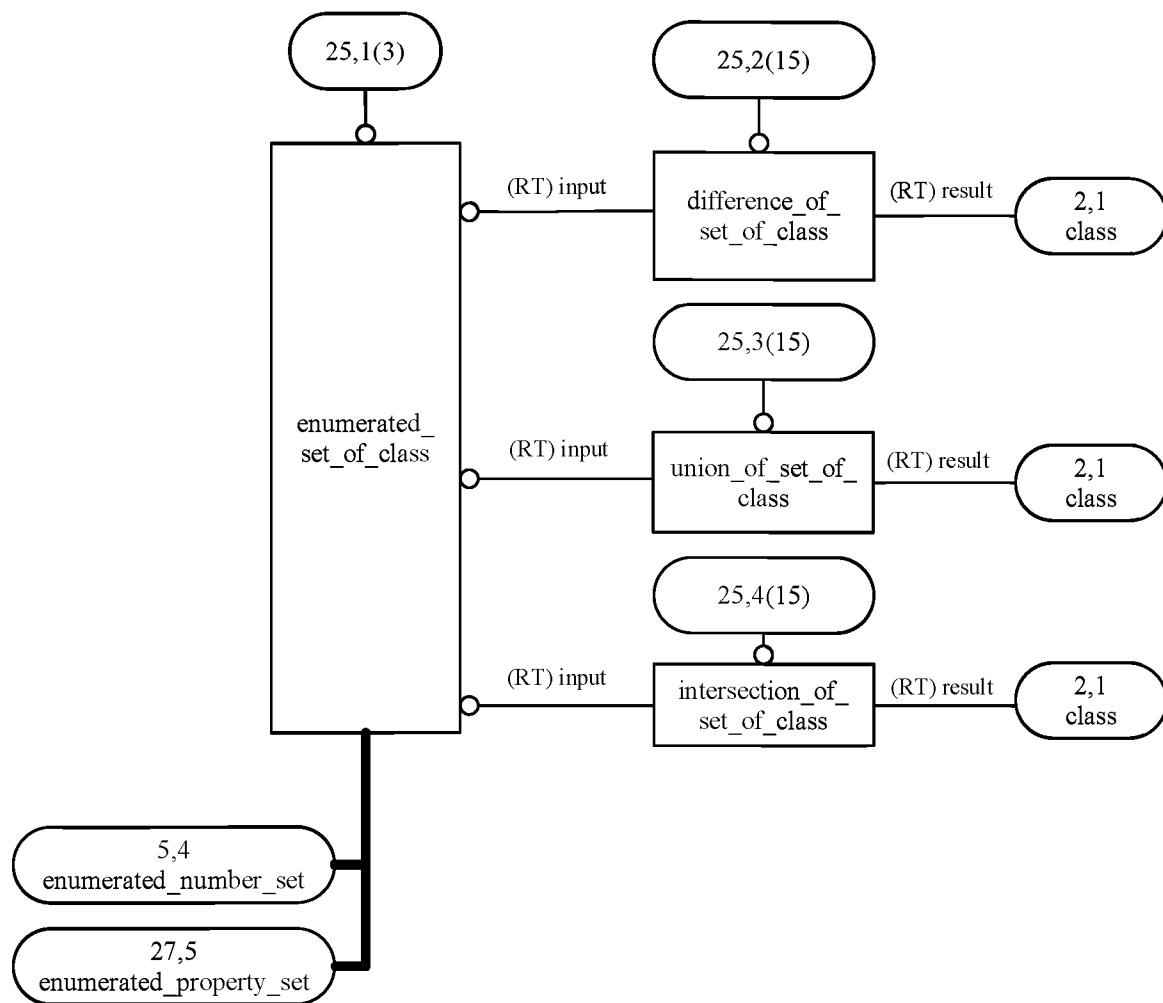 25,1(3)
25,2(15)
(RT) input
difference_of_
set_of_class
(RT) result
2,1
class
25,3(15)
enumerated_
set_of_class
(RT) input
union_of_set_of_
class
(RT) result
2,1
class
25,4(15)
(RT) input
intersection_of_
set_of_class
(RT) result
2,1
class
5,4
enumerated_number_set
27,5
enumerated_property_set